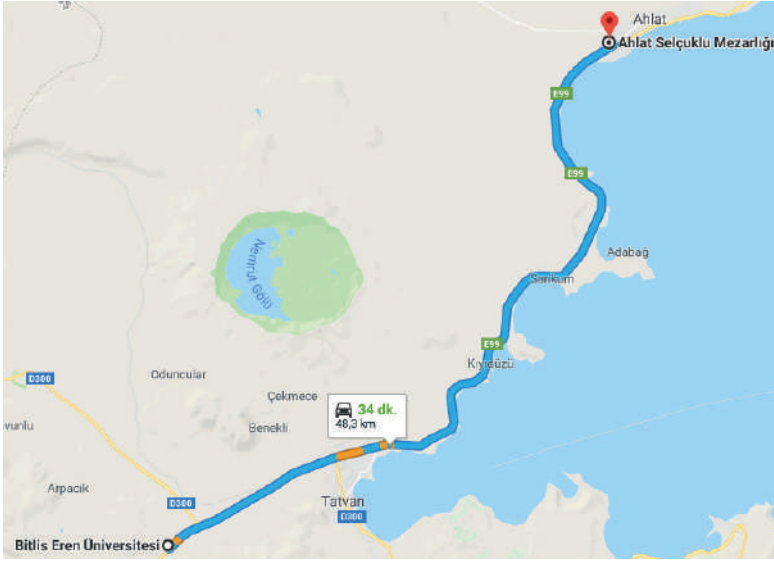 Ahlat
Ahlat Selçuklu Mezarlığı
E99
E99
Adabağ
Nemrut Gölü
Sarıkum
E99
Kıyıdüzü
D300
Oduncular
Çekmece
34 dk.
48,3 km
Benekli
vunlu
Arpacık
D300
Tatvan
D300
Bitlis Eren Üniversitesi